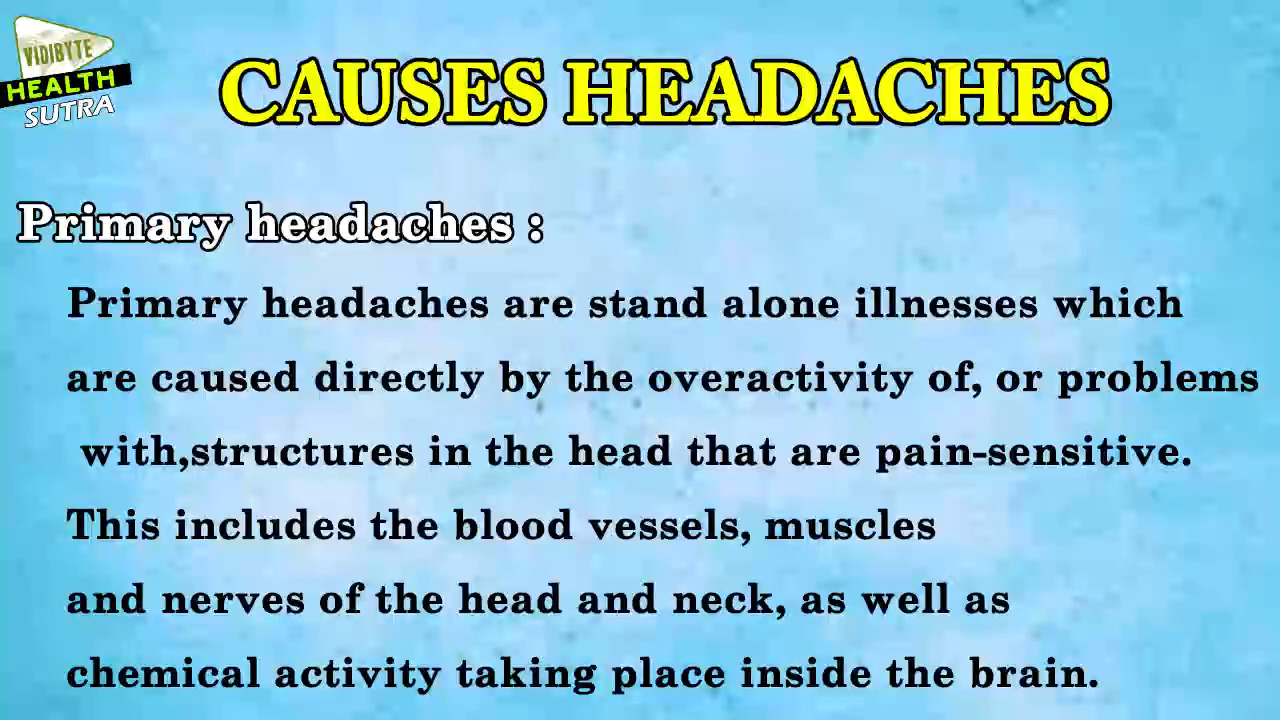 VIDIBYTE
HEALTH
SUTRA
CAUSES HEADACHES
Primary headaches :
Primary headaches are stand alone illnesses which
are caused directly by the overactivity of, or problems
with,structures in the head that are pain-sensitive.
This includes the blood vessels, muscles
and nerves of the head and neck, as well as
chemical activity taking place inside the brain.